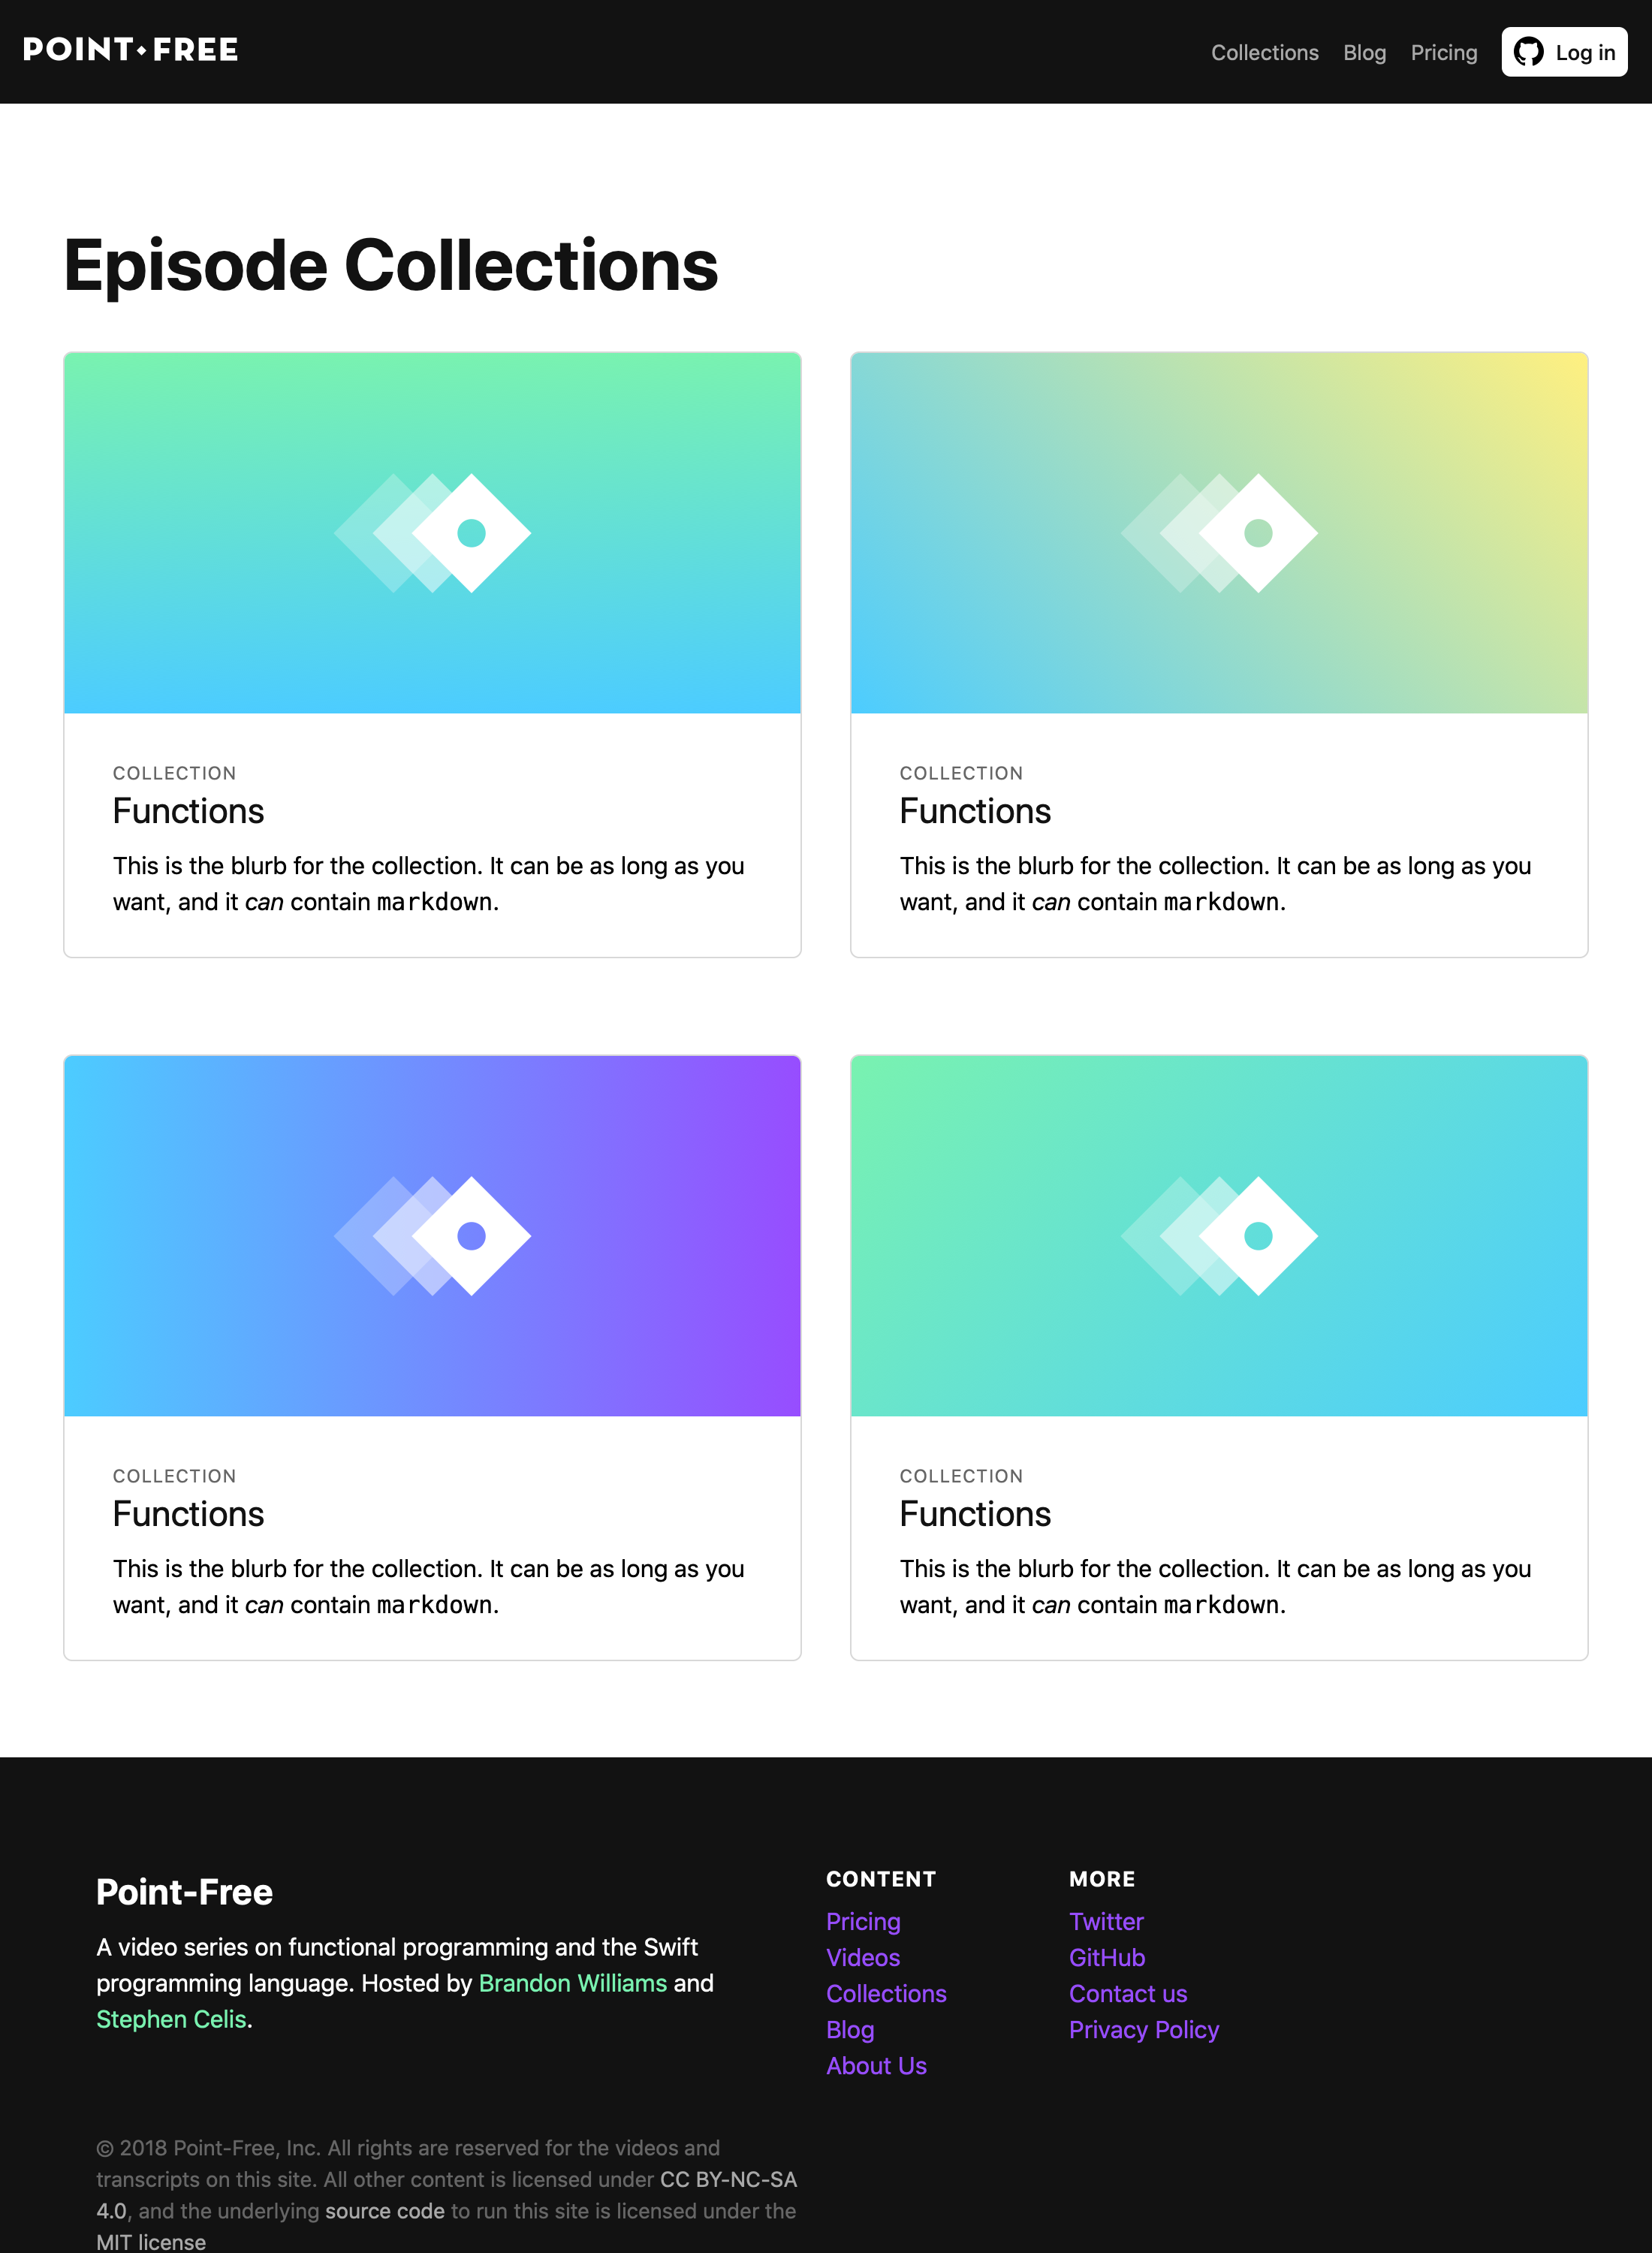 POINT•FREE
Collections Blog Pricing Log in
Episode Collections
COLLECTION
Functions
This is the blurb for the collection. It can be as long as you
want, and it can contain markdown.
COLLECTION
Functions
This is the blurb for the collection. It can be as long as you
want, and it can contain markdown.
COLLECTION
Functions
This is the blurb for the collection. It can be as long as you
want, and it can contain markdown.
COLLECTION
Functions
This is the blurb for the collection. It can be as long as you
want, and it can contain markdown.
Point-Free
A video series on functional programming and the Swift
programming language. Hosted by Brandon Williams and
Stephen Celis.
CONTENT
Pricing
Videos
Collections
Blog
About Us
MORE
Twitter
GitHub
Contact us
Privacy Policy
© 2018 Point-Free, Inc. All rights are reserved for the videos and
transcripts on this site. All other content is licensed under CC BY-NC-SA
4.0, and the underlying source code to run this site is licensed under the
MIT license